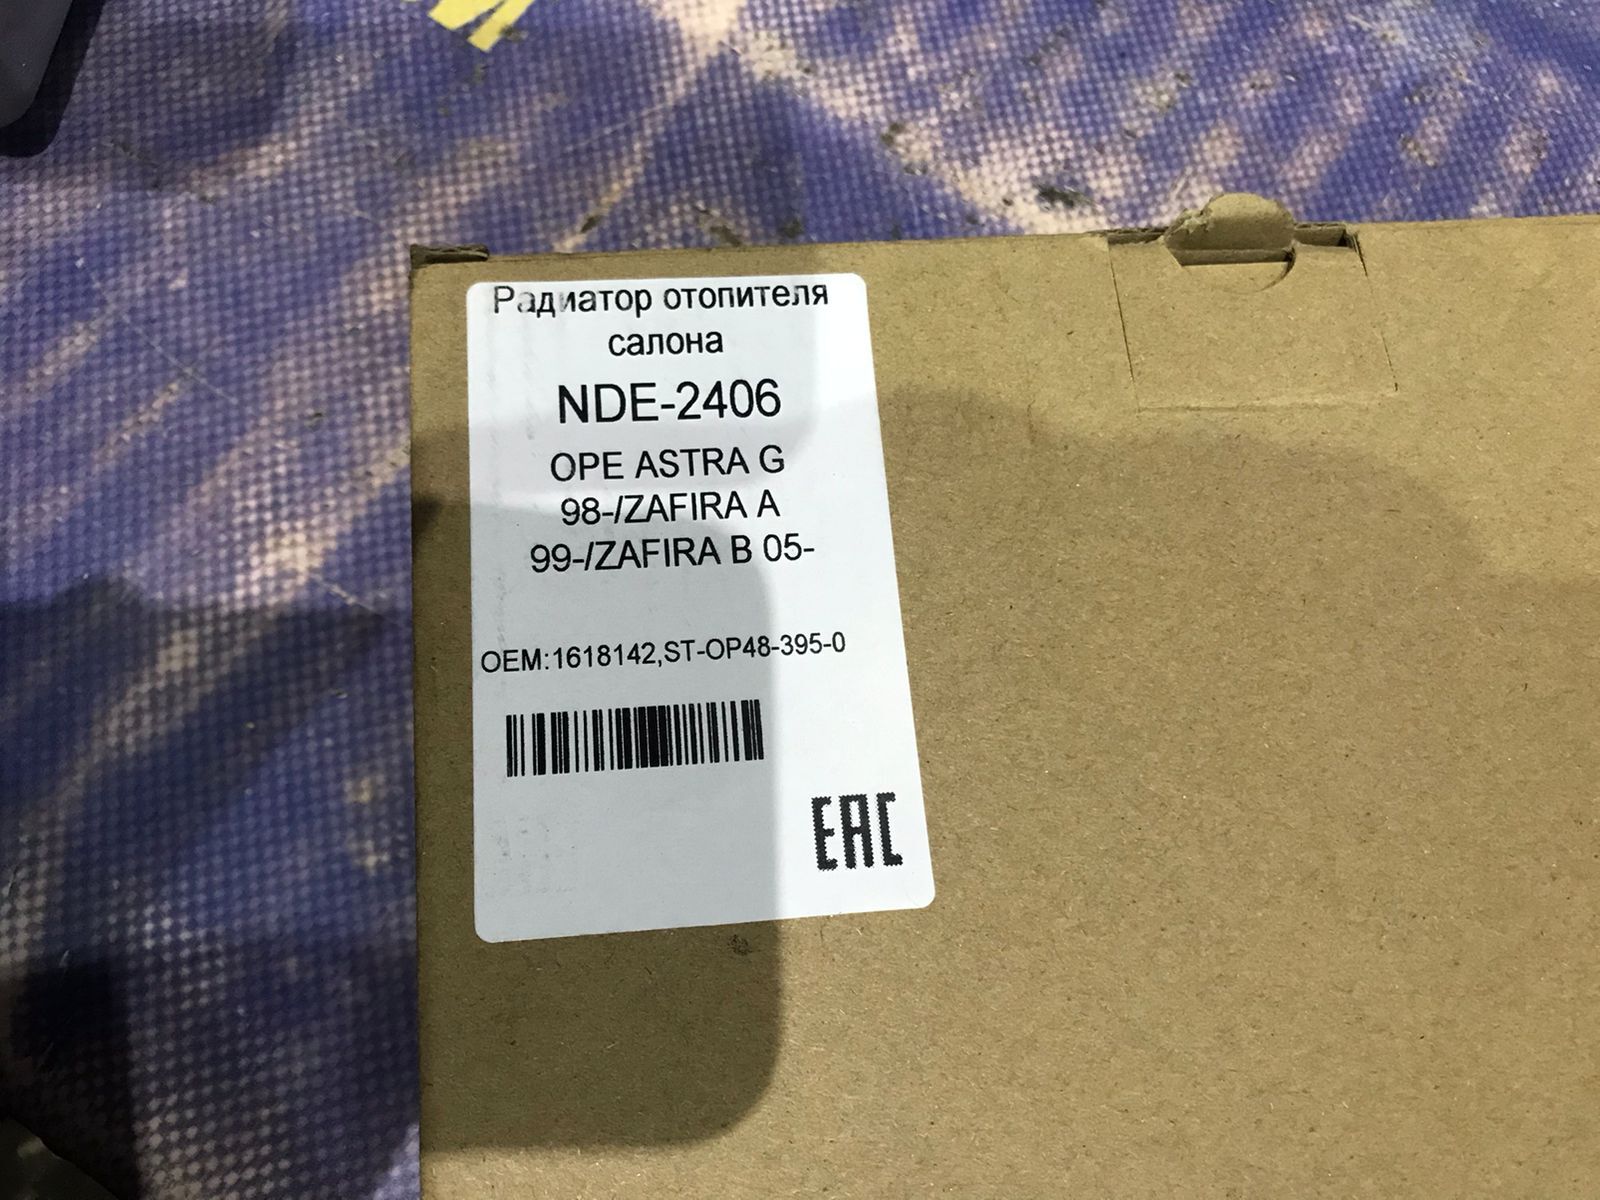 Радиатор отопителя
салона
NDE-2406
OPE ASTRA G
98-/ZAFIRA A
99-/ZAFIRA B 05-
OEM:1618142,ST-OP48-395-0
EAC